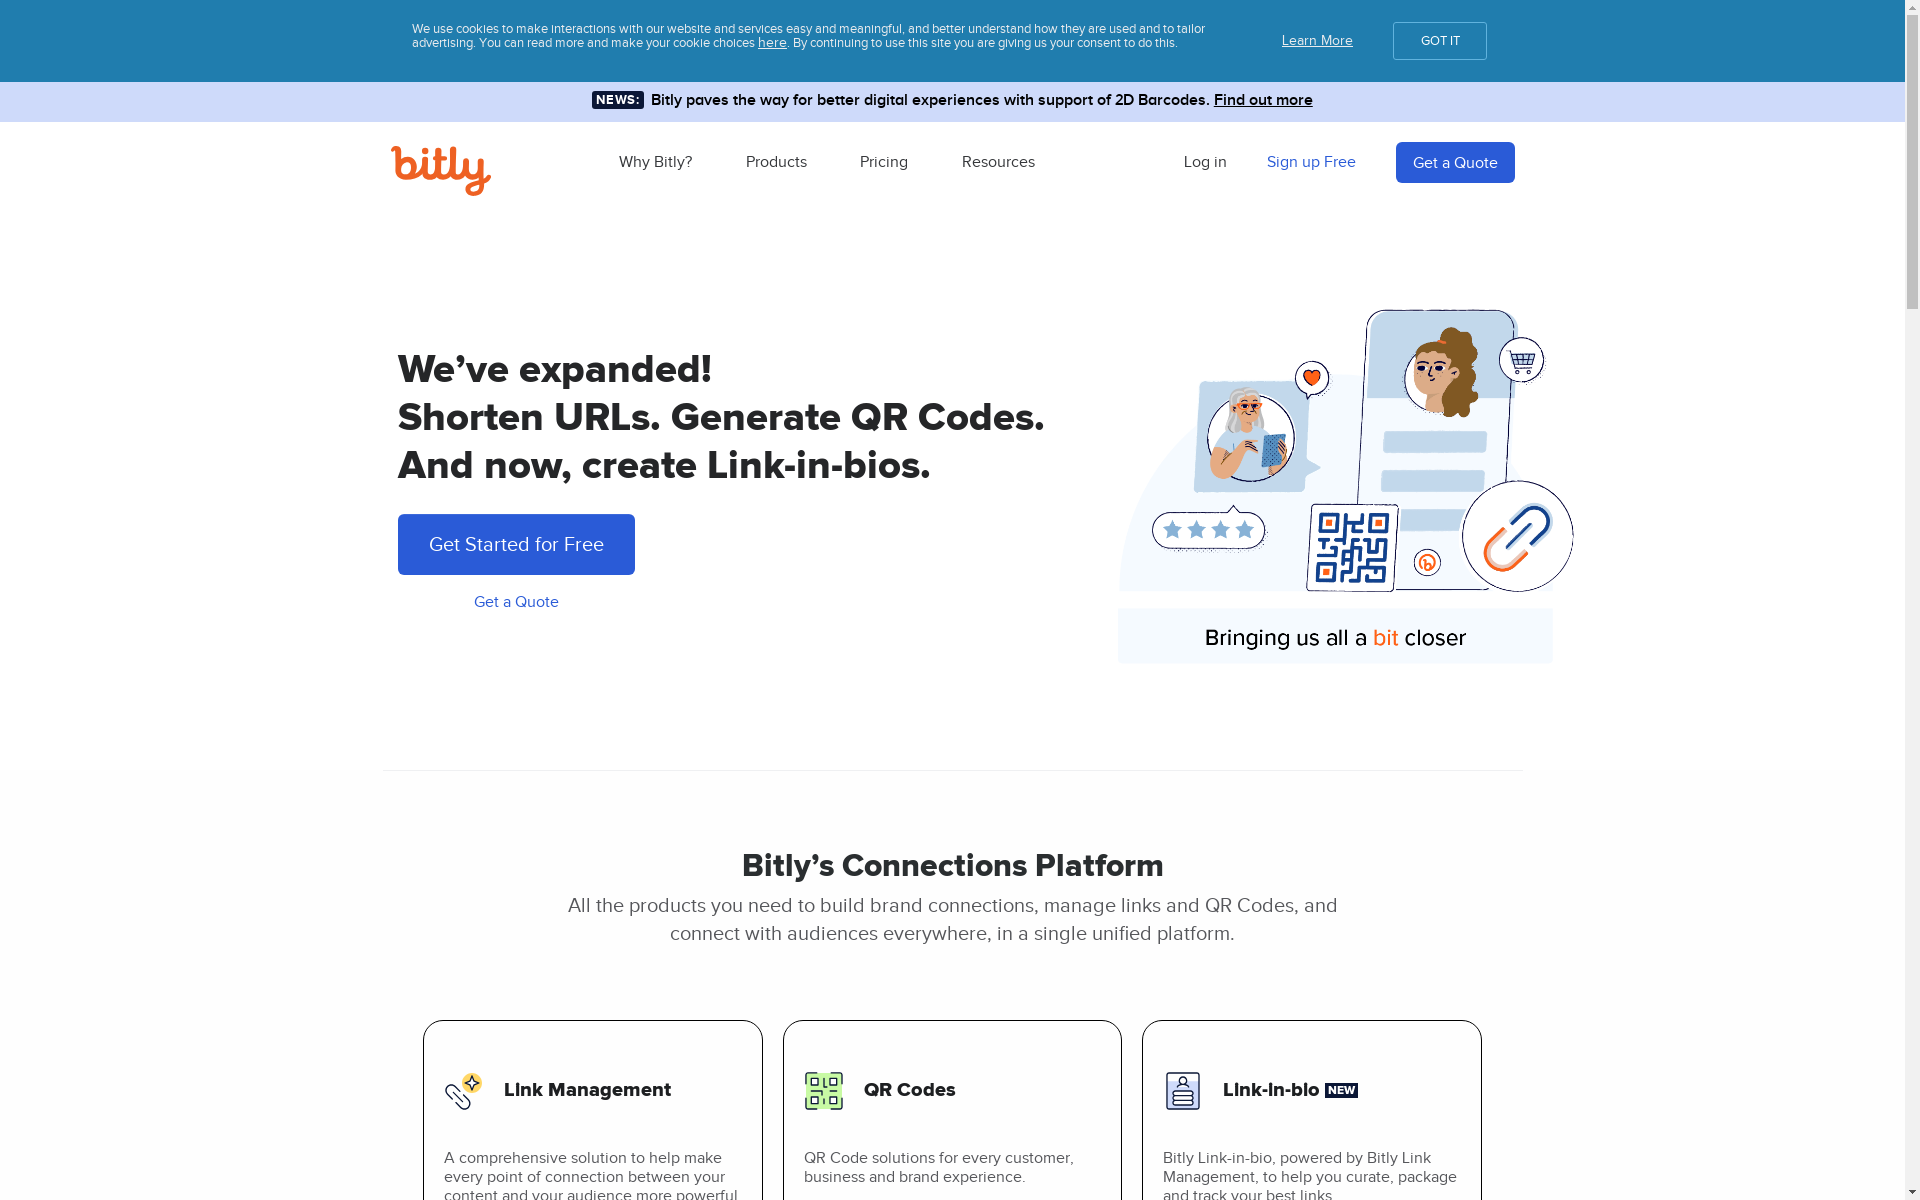 We use cookies to make interactions with our website and services easy and meaningful, and better understand how they are used and to tailor
advertising. You can read more and make your cookie choices here. By continuing to use this site you are giving us your consent to do this.
Learn More
GOT IT
NEWS: Bitly paves the way for better digital experiences with support of 2D Barcodes. Find out more
bitly
Why Bitly?
Products
Pricing
Resources
Log in
Sign up Free
Get a Quote
We’ve expanded!
Shorten URLs. Generate QR Codes.
And now, create Link-in-bios.
Get Started for Free
Get a Quote
Bringing us all a bit closer
Bitly’s Connections Platform
All the products you need to build brand connections, manage links and QR Codes, and
connect with audiences everywhere, in a single unified platform.
Link Management
A comprehensive solution to help make
every point of connection between your
content and your audience more powerful
QR Codes
QR Code solutions for every customer,
business and brand experience.
Link-in-bio NEW
Bitly Link-in-bio, powered by Bitly Link
Management, to help you curate, package
and track your best links